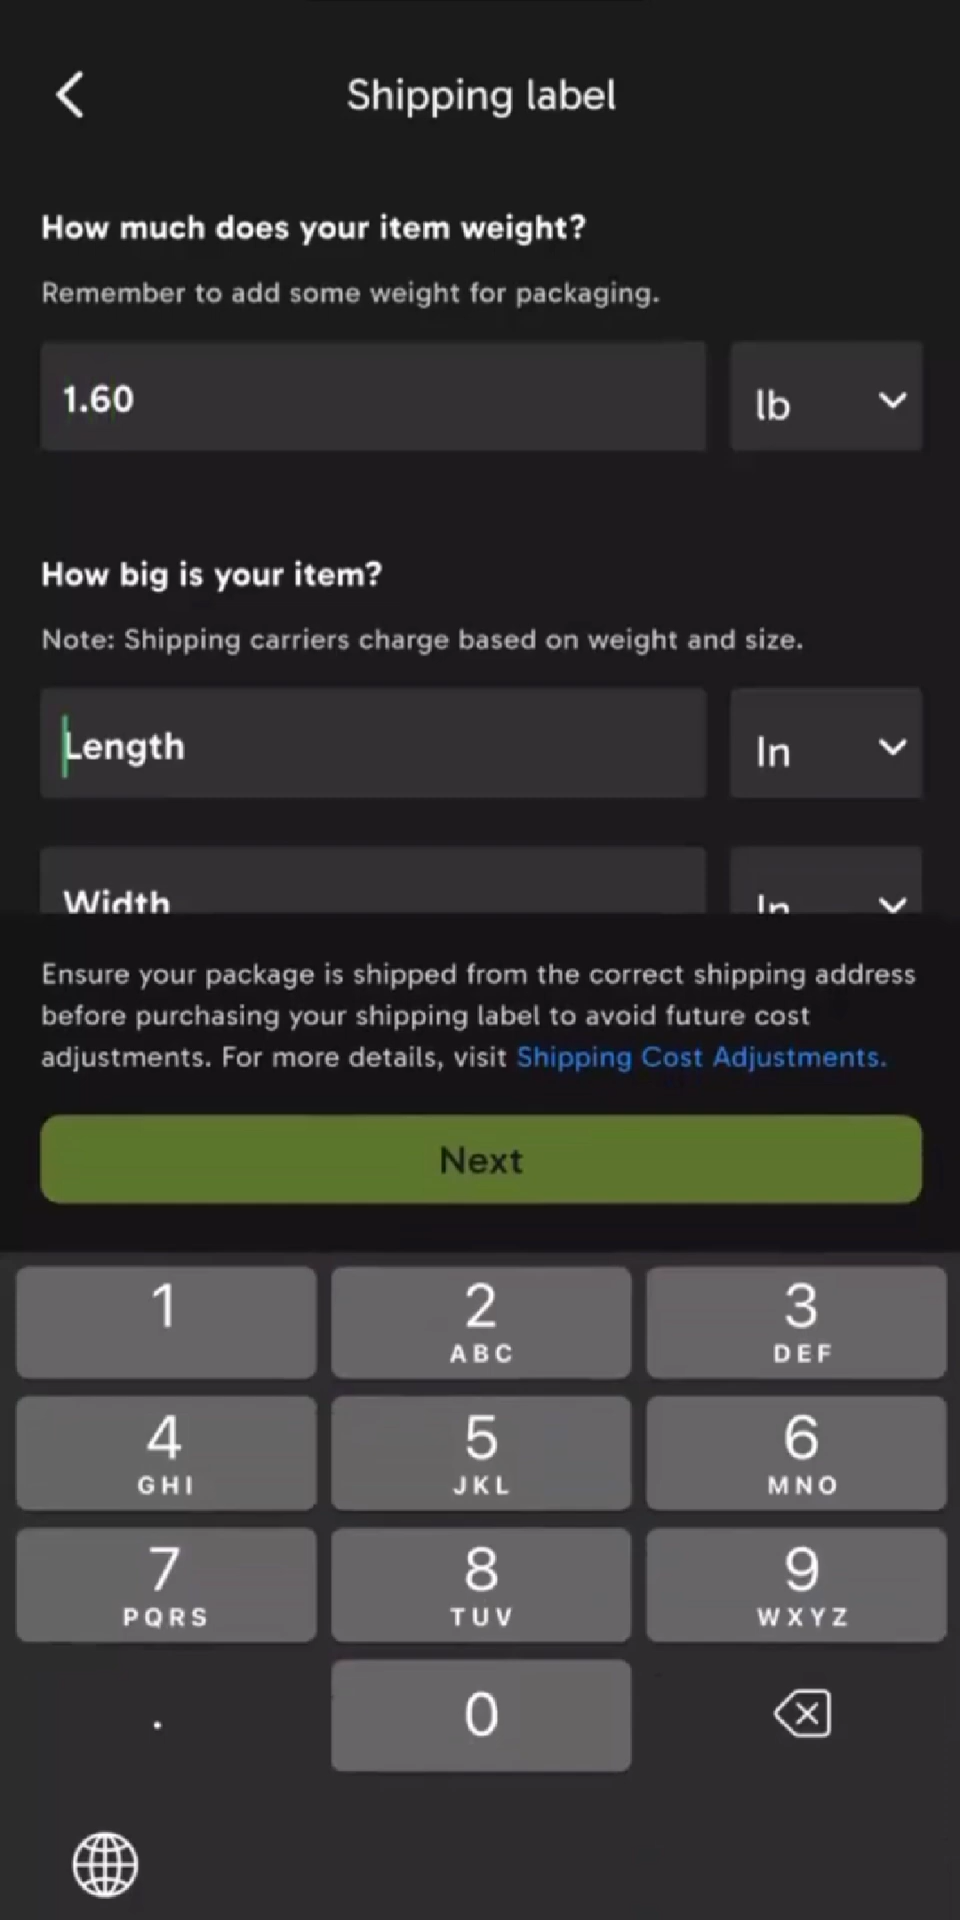 Shipping label
How much does your item weight?
Remember to add some weight for packaging.
1.60 lb
How big is your item?
Note: Shipping carriers charge based on weight and size.
Length In
Width In
Ensure your package is shipped from the correct shipping address
before purchasing your shipping label to avoid future cost
adjustments. For more details, visit Shipping Cost Adjustments.
Next
1 2 3
ABC DEF
4 5 6
GHI JKL MNO
7 8 9
PQRS TUV WXYZ
. 0